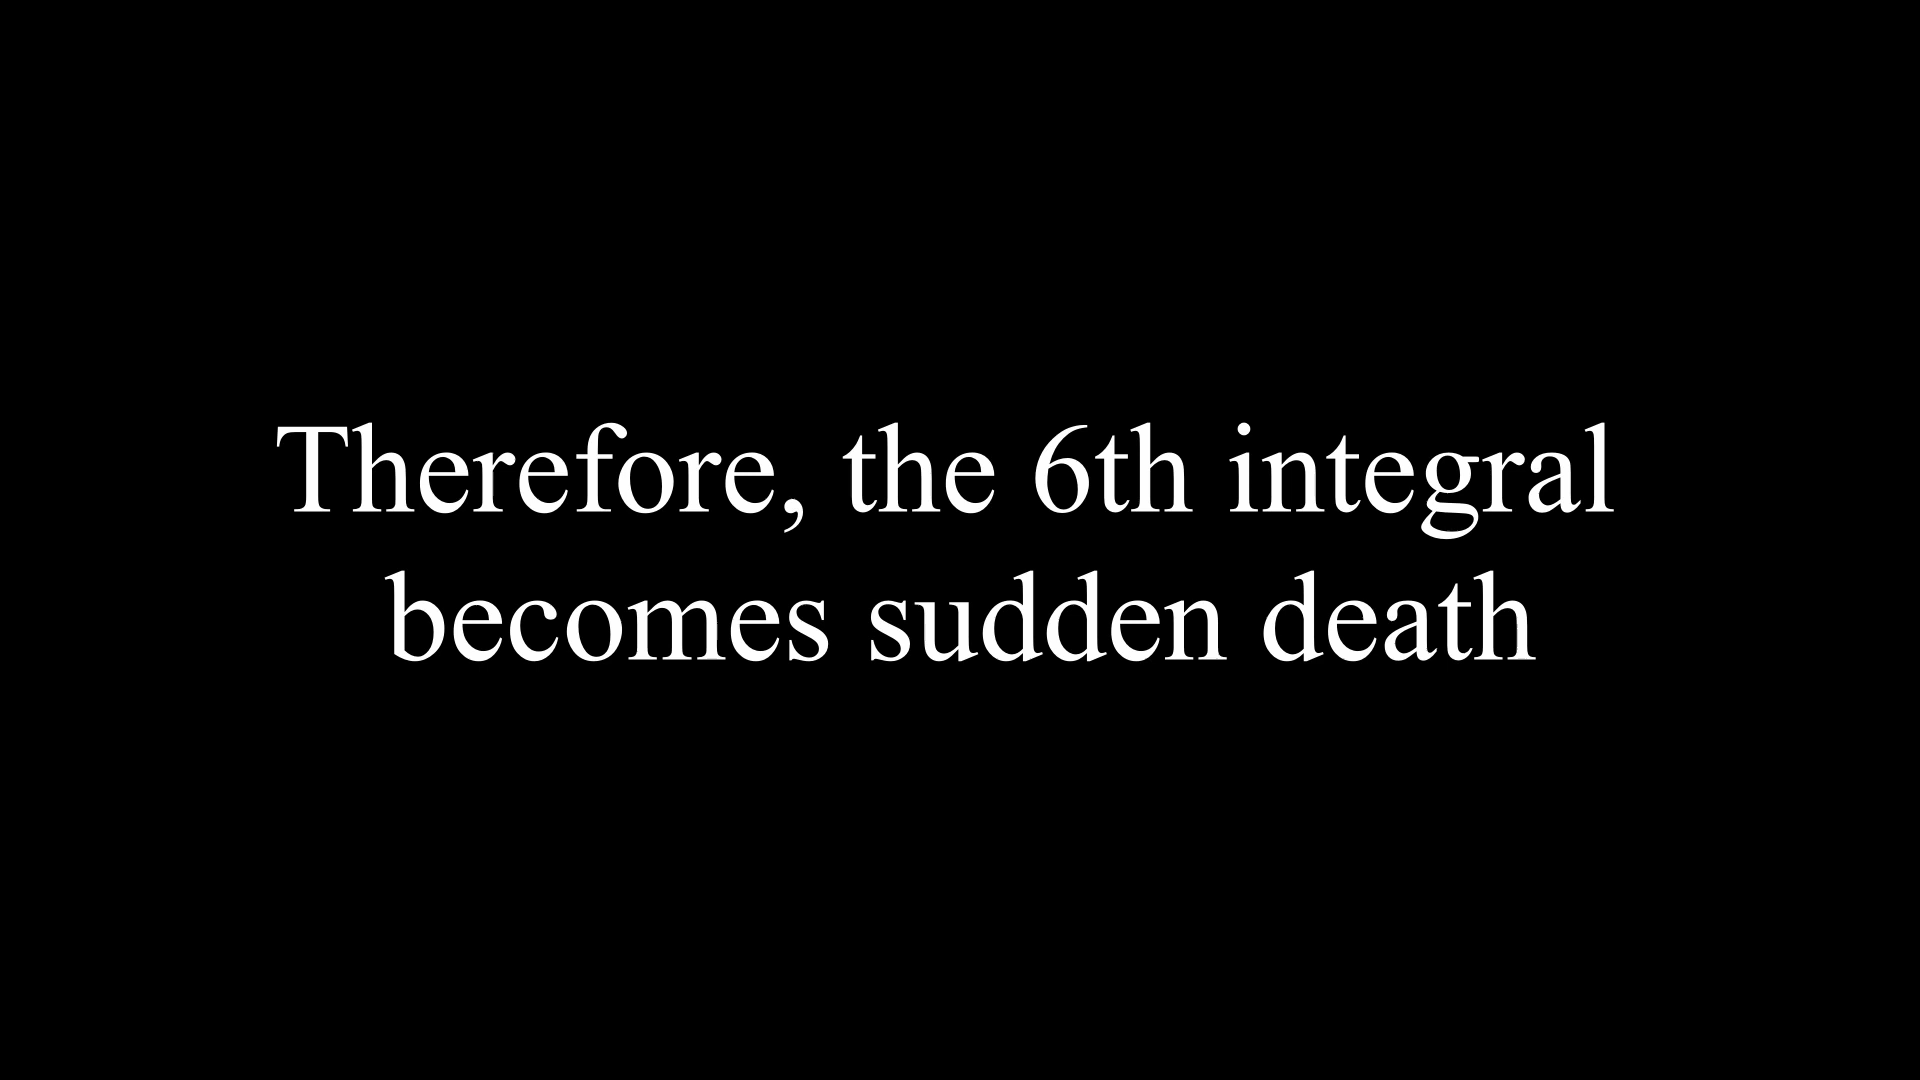 Therefore, the 6th integral
becomes sudden death